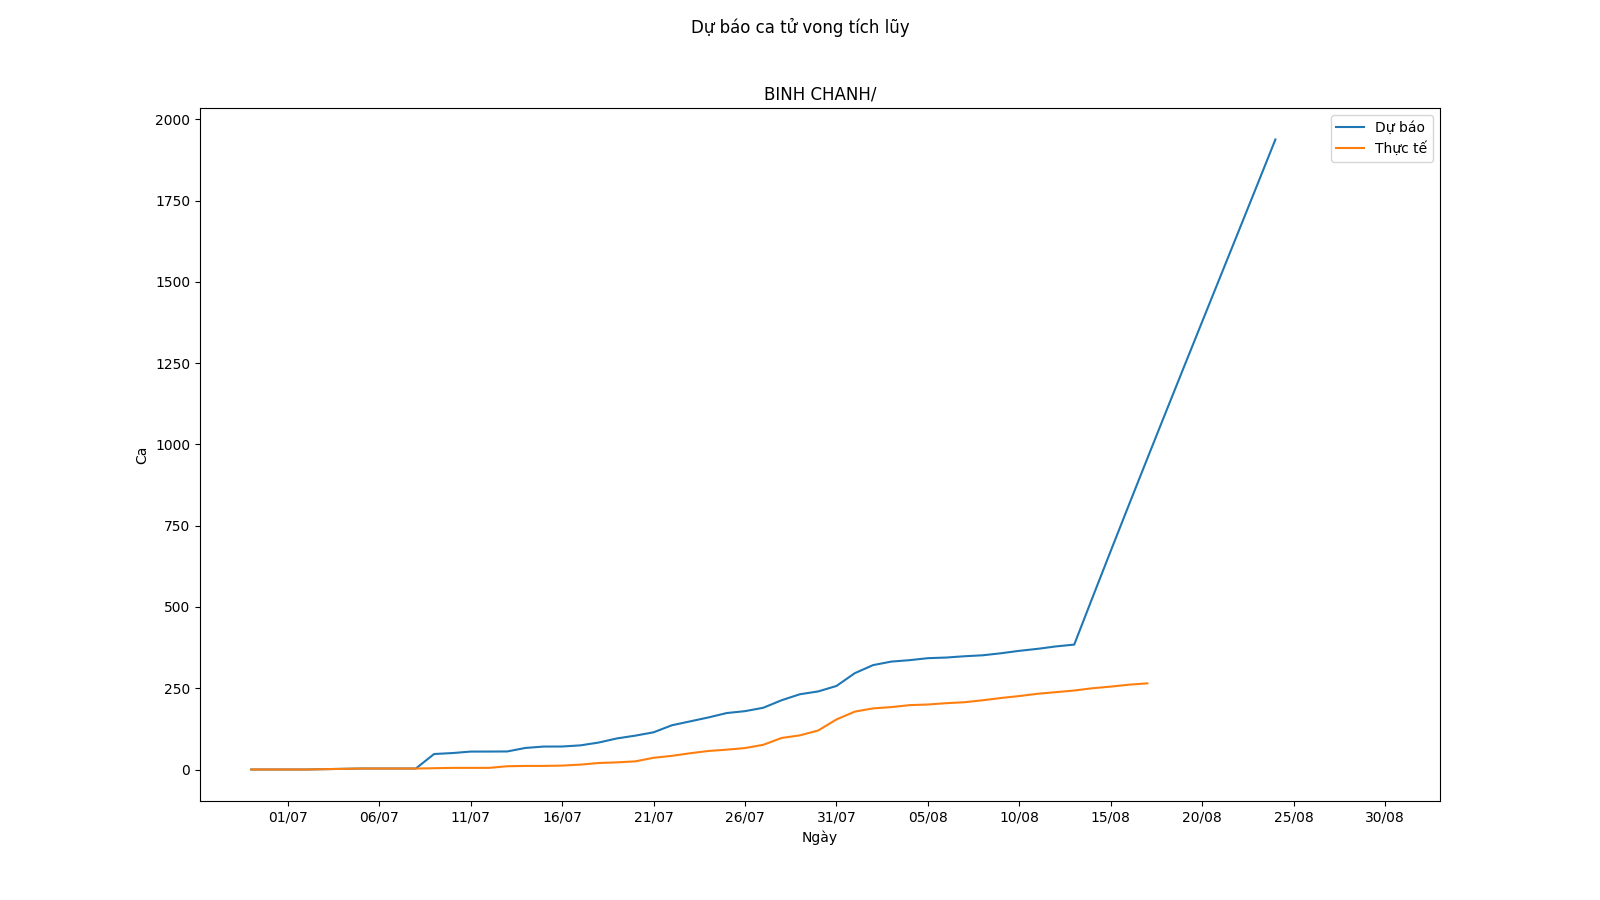 Dự báo ca tử vong tích lũy
BINH CHANH/
Dự báo
Thực tế
Ca
2000
1750
1500
1250
1000
750
500
250
0
01/07 06/07 11/07 16/07 21/07 26/07 31/07 05/08 10/08 15/08 20/08 25/08 30/08
Ngày